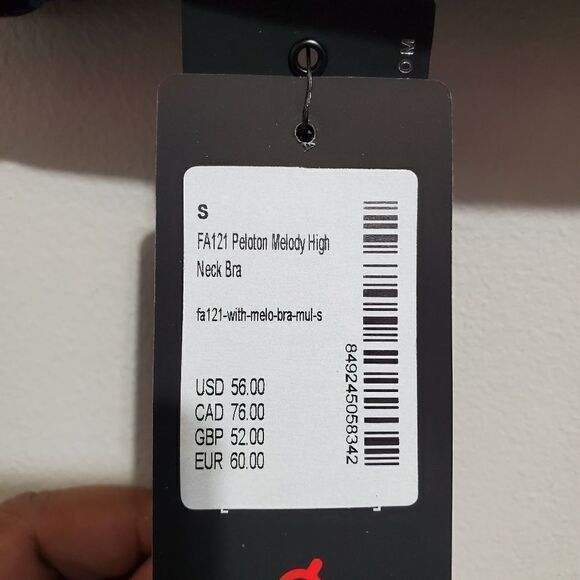 OM
S
FA121 Peloton Melody High
Neck Bra
fa121-with-melo-bra-mul-s
USD 56.00
CAD 76.00
GBP 52.00
EUR 60.00
849245058342